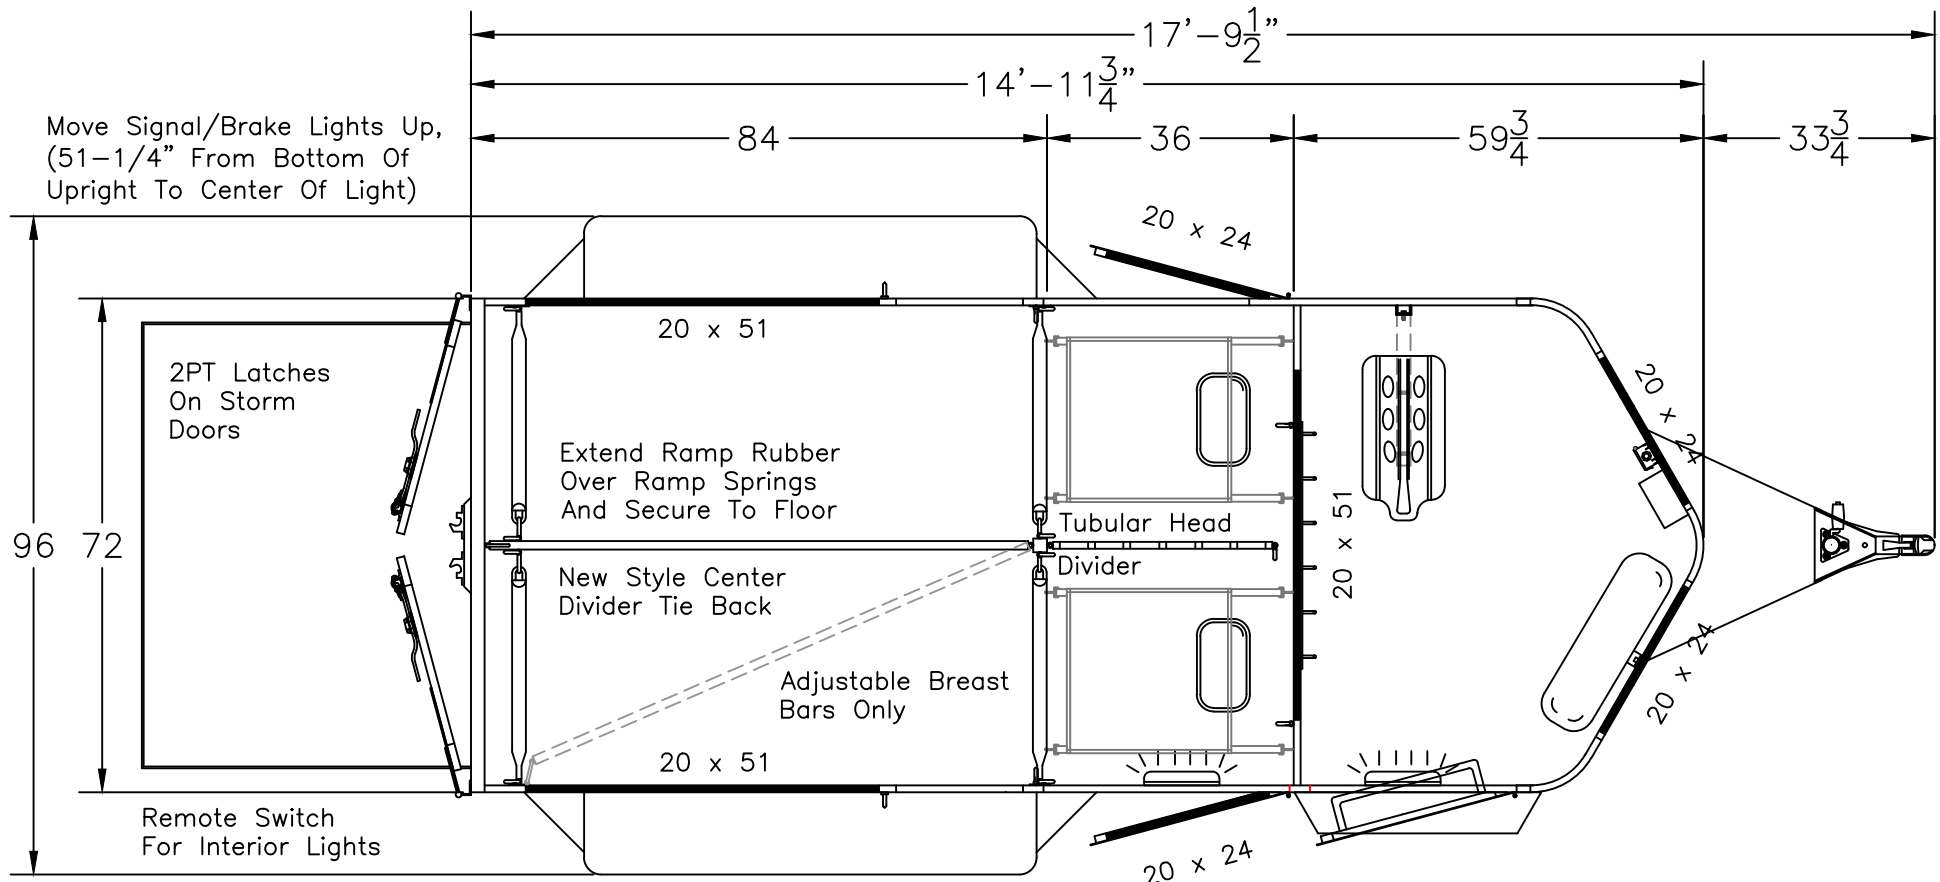 17'-9 1/2"
14'-11 3/4"
84
36
59 3/4
33 3/4
Move Signal/Brake Lights Up,
(51-1/4" From Bottom Of
Upright To Center Of Light)
20 x 24
20 x 51
2PT Latches
On Storm
Doors
20 x 24
Extend Ramp Rubber
Over Ramp Springs
And Secure To Floor
96
72
20 x 51
Tubular Head
Divider
New Style Center
Divider Tie Back
Adjustable Breast
Bars Only
20 x 24
20 x 51
Remote Switch
For Interior Lights
20 x 24